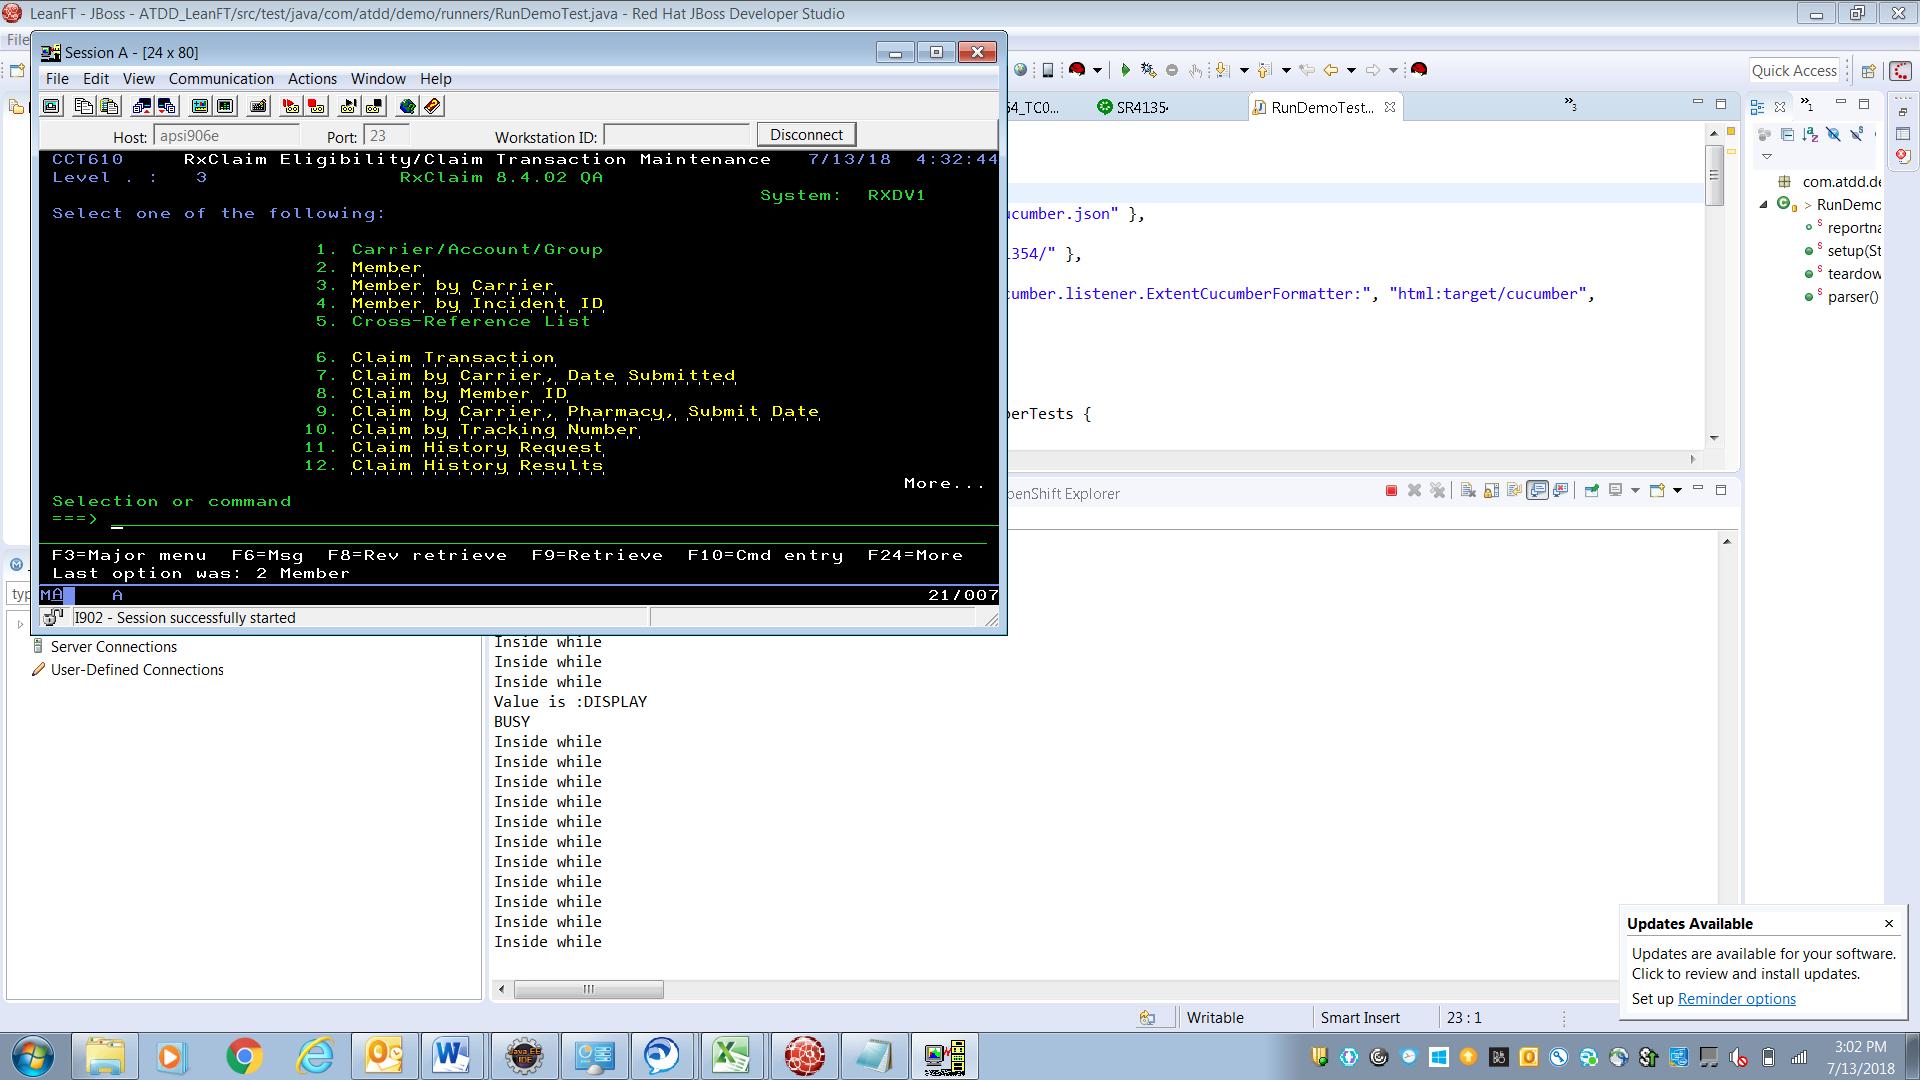 LeanFT - JBoss - ATDD_LeanFT/src/test/java/com/atdd/demo/runners/RunDemoTest.java - Red Hat JBoss Developer Studio
File
Session A - [24 x 80]
File Edit View Communication Actions Window Help
Host: apsi906e Port: 23 Workstation ID: Disconnect
CCT610 RxClaim Eligibility/Claim Transaction Maintenance 7/13/18 4:32:44
Level . : 3 RxClaim 8.4.02 QA
System: RXDV1
Select one of the following:
1. Carrier/Account/Group
2. Member
3. Member by Carrier
4. Member by Incident ID
5. Cross-Reference List
6. Claim Transaction
7. Claim by Carrier, Date Submitted
8. Claim by Member ID
9. Claim by Carrier, Pharmacy, Submit Date
10. Claim by Tracking Number
11. Claim History Request
12. Claim History Results
More...
Selection or command
===>
F3=Major menu F6=Msg F8=Rev retrieve F9=Retrieve F10=Cmd entry F24=More
Last option was: 2 Member
MA A 21/007
I902 - Session successfully started
Quick Access
54_TC0... SR4135 RunDemoTest... »3
»1
ucumber.json" },
1354/" },
cumber.listener.ExtentCucumberFormatter:", "html:target/cucumber",
berTests {
com.atdd.de
> RunDemo
reportna
setup(St
teardow
parser()
penShift Explorer
typ
Server Connections
User-Defined Connections
Inside while
Inside while
Inside while
Value is :DISPLAY
BUSY
Inside while
Inside while
Inside while
Inside while
Inside while
Inside while
Inside while
Inside while
Inside while
Inside while
Inside while
Updates Available
Updates are available for your software.
Click to review and install updates.
Set up Reminder options
Writable Smart Insert 23 : 1
Java EE
IDE
3:02 PM
7/13/2018